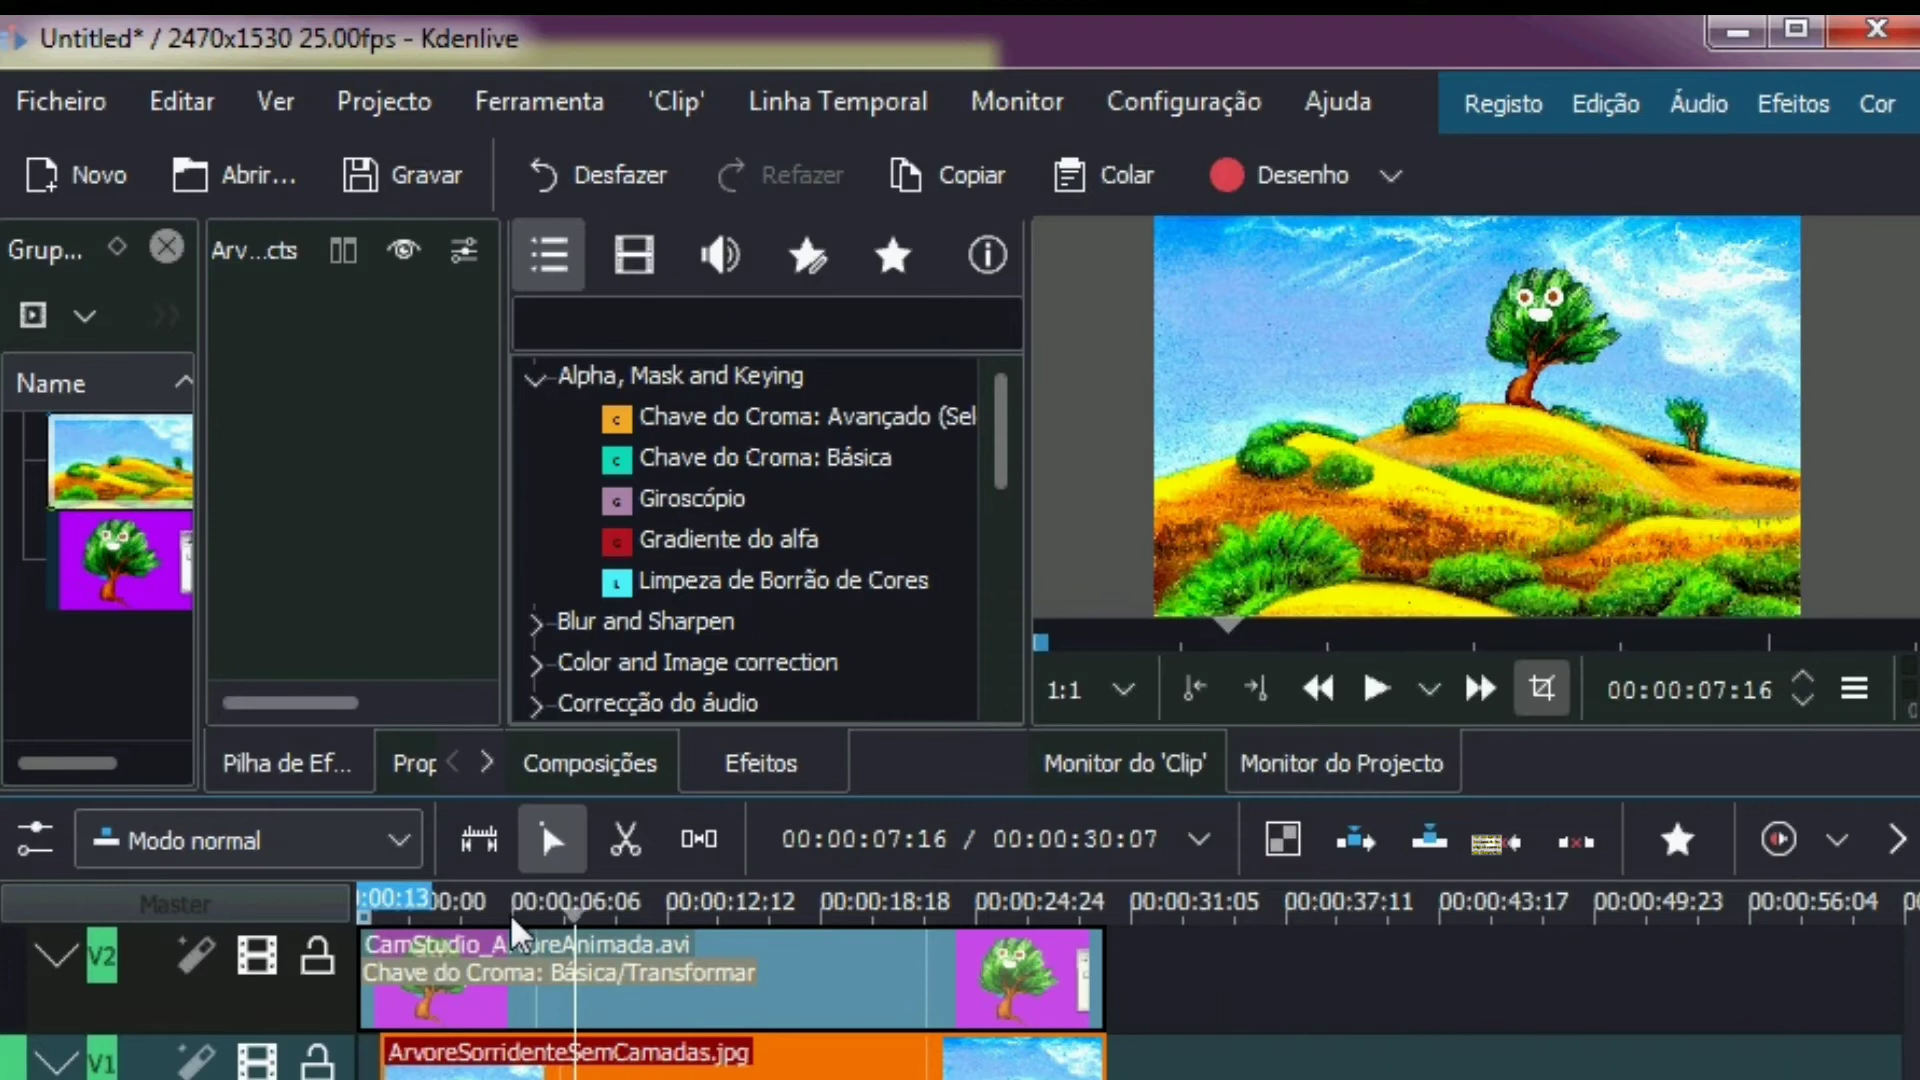 Untitled* / 2470x1530 25.00fps - Kdenlive
Ficheiro Editar Ver Projecto Ferramenta 'Clip' Linha Temporal Monitor Configuração Ajuda Registo Edição Áudio Efeitos Cor
Novo Abrir... Gravar Desfazer Refazer Copiar Colar Desenho
Grup... Arv...cts
Name
Alpha, Mask and Keying
Chave do Croma: Avançado (Sel
Chave do Croma: Básica
Giroscópio
Gradiente do alfa
Limpeza de Borrão de Cores
Blur and Sharpen
Color and Image correction
Correcção do áudio
1:1 00:00:07:16
Pilha de Ef... Prop Composições Efeitos Monitor do 'Clip' Monitor do Projecto
Modo normal 00:00:07:16 / 00:00:30:07
Master :00:13 00:00 00:00:06:06 00:00:12:12 00:00:18:18 00:00:24:24 00:00:31:05 00:00:37:11 00:00:43:17 00:00:49:23 00:00:56:04
V2 CamStudio_ArvoreAnimada.avi
Chave do Croma: Básica/Transformar
V1 ArvoreSorridenteSemCamadas.jpg